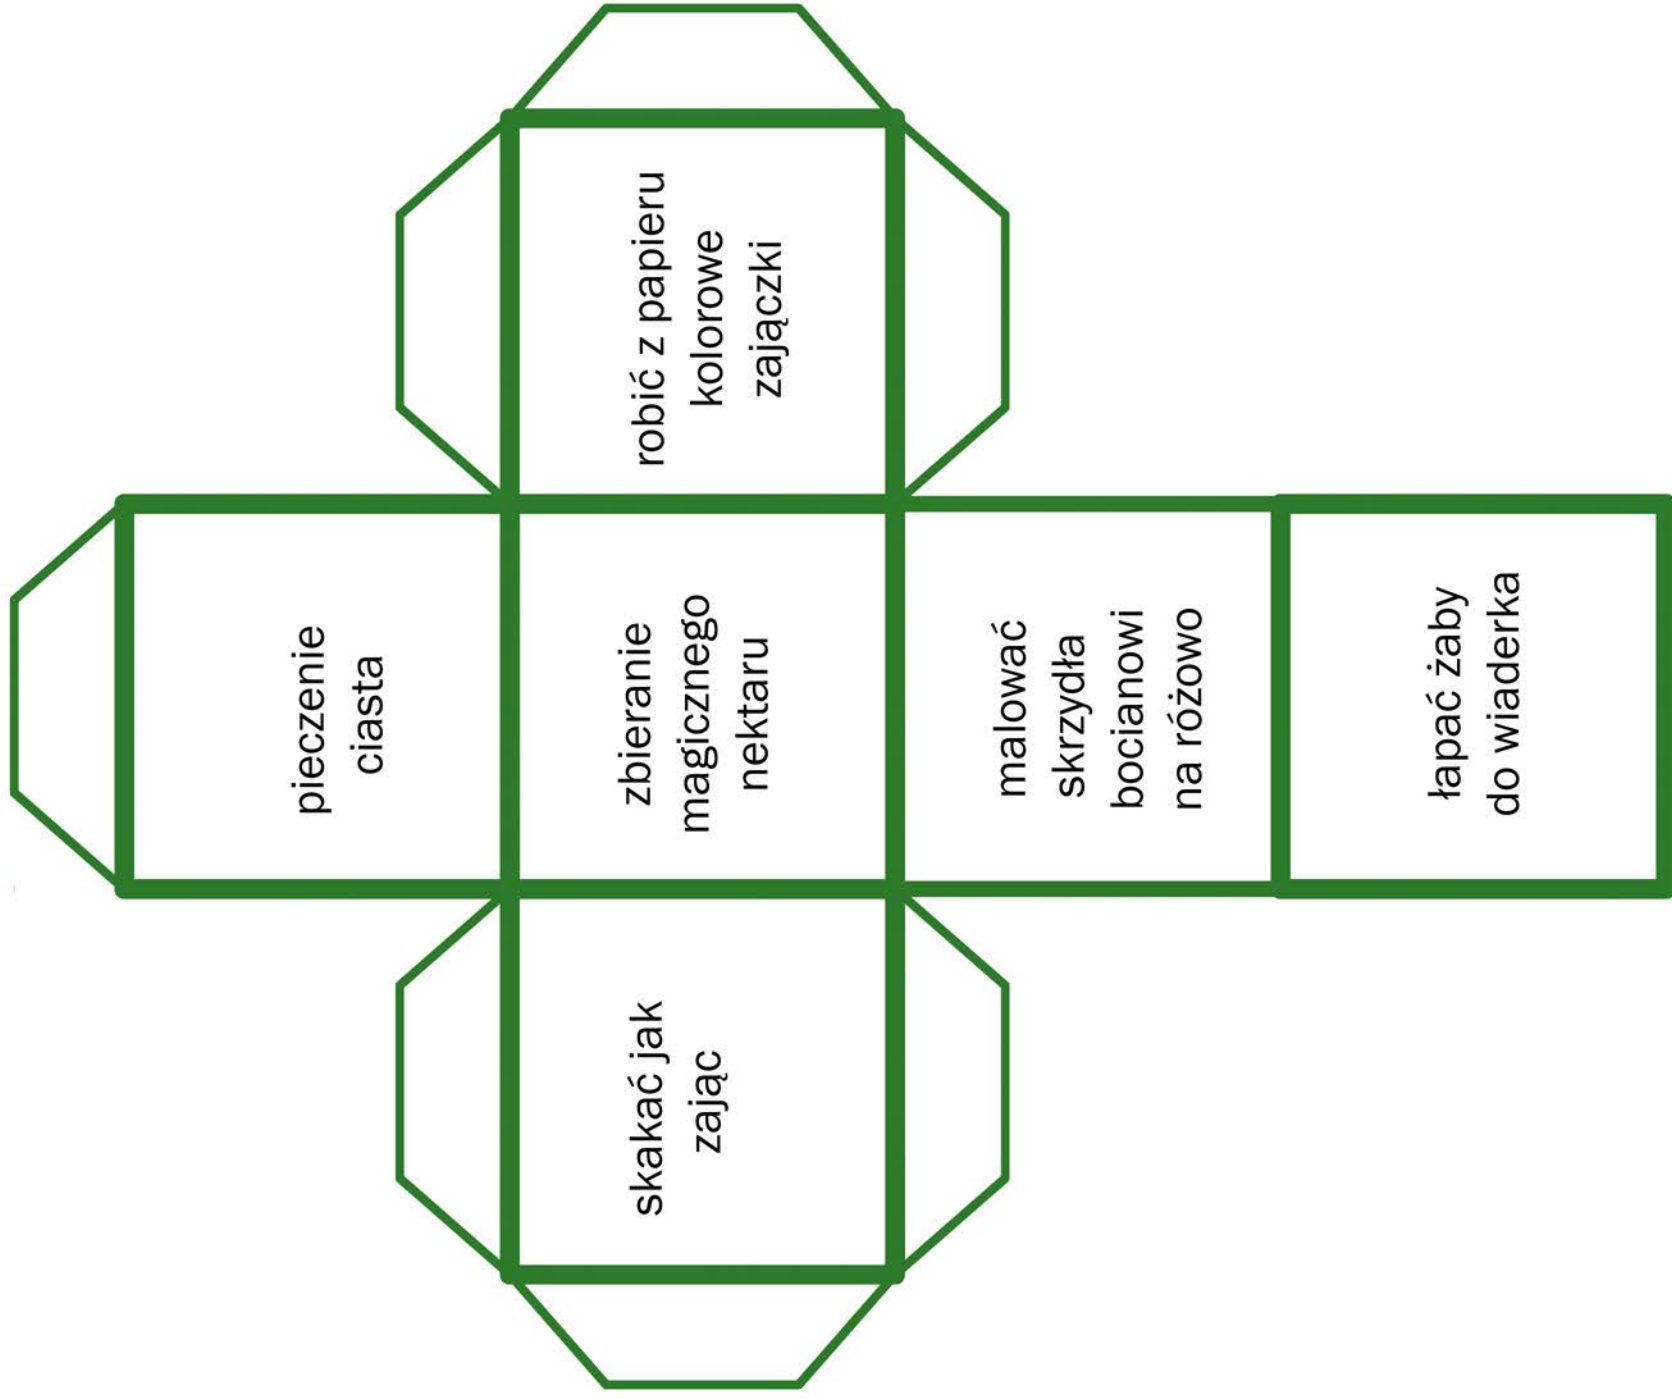 robić z papieru
kolorowe
zajączki
pieczenie
ciasta
zbieranie
magicznego
nektaru
malować
skrzydła
bocianowi
na różowo
łapać żaby
do wiaderka
skakać jak
zając